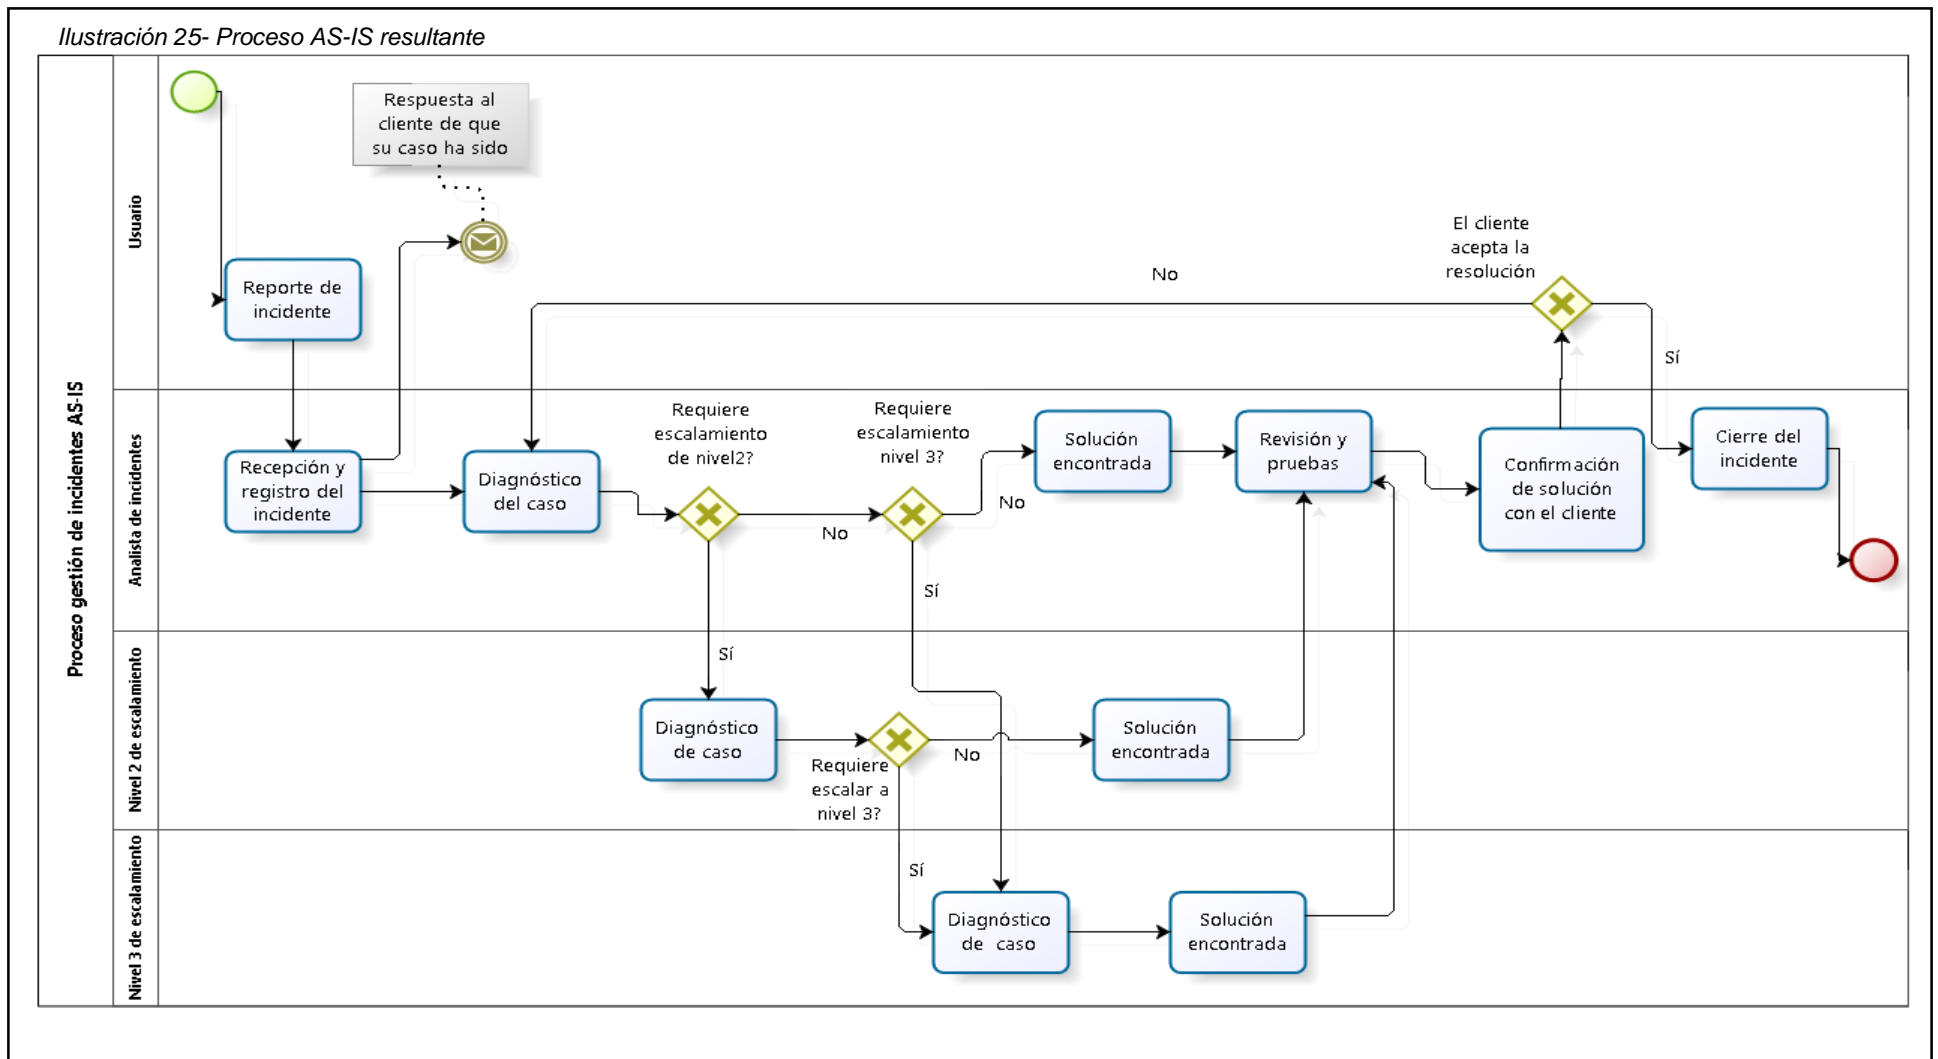 Ilustración 25- Proceso AS-IS resultante
Proceso gestión de incidentes AS-IS
Usuario
Respuesta al
cliente de que
su caso ha sido
Reporte de
incidente
El cliente
acepta la
resolución
No
Sí
Analista de incidentes
Recepción y
registro del
incidente
Diagnóstico
del caso
Requiere
escalamiento
de nivel2?
No
Sí
Requiere
escalamiento
nivel 3?
No
Sí
Solución
encontrada
Revisión y
pruebas
Confirmación
de solución
con el cliente
Cierre del
incidente
Nivel 2 de escalamiento
Diagnóstico
de caso
Requiere
escalar a
nivel 3?
No
Sí
Solución
encontrada
Nivel 3 de escalamiento
Diagnóstico
de  caso
Solución
encontrada